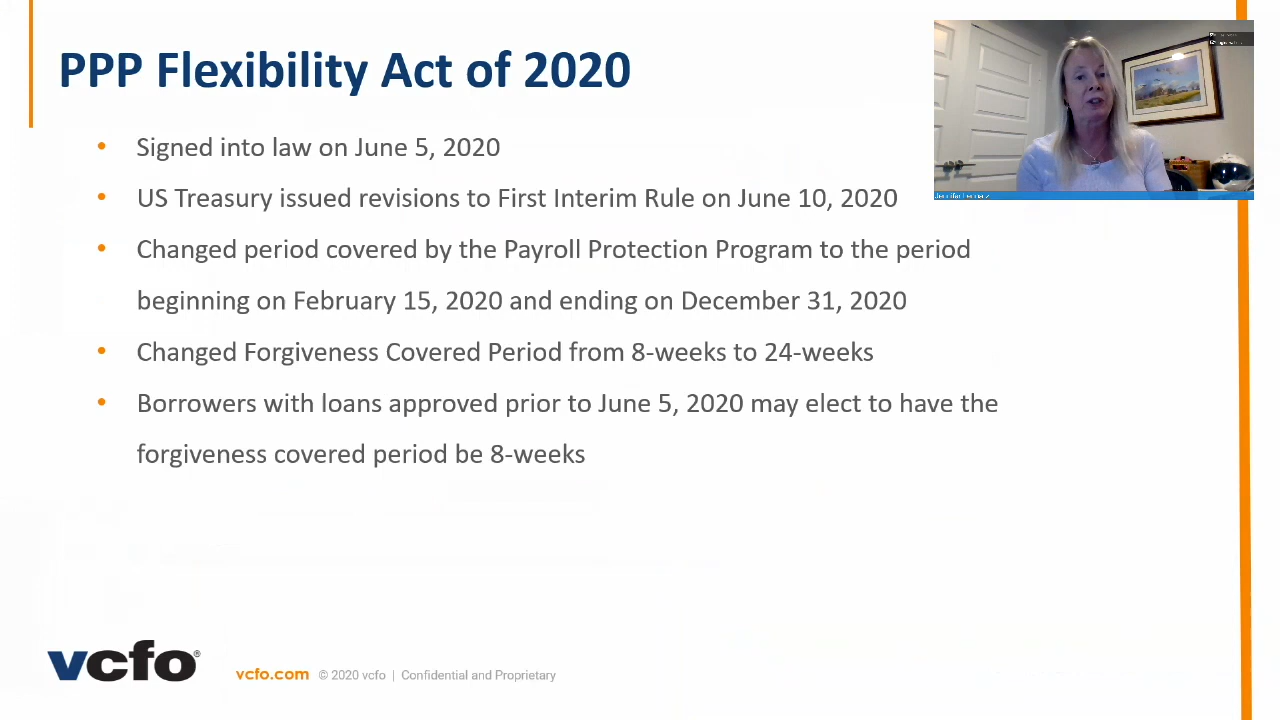 PPP Flexibility Act of 2020
• Signed into law on June 5, 2020
• US Treasury issued revisions to First Interim Rule on June 10, 2020
• Changed period covered by the Payroll Protection Program to the period
beginning on February 15, 2020 and ending on December 31, 2020
• Changed Forgiveness Covered Period from 8-weeks to 24-weeks
• Borrowers with loans approved prior to June 5, 2020 may elect to have the
forgiveness covered period be 8-weeks
vcfo®
vcfo.com © 2020 vcfo | Confidential and Proprietary